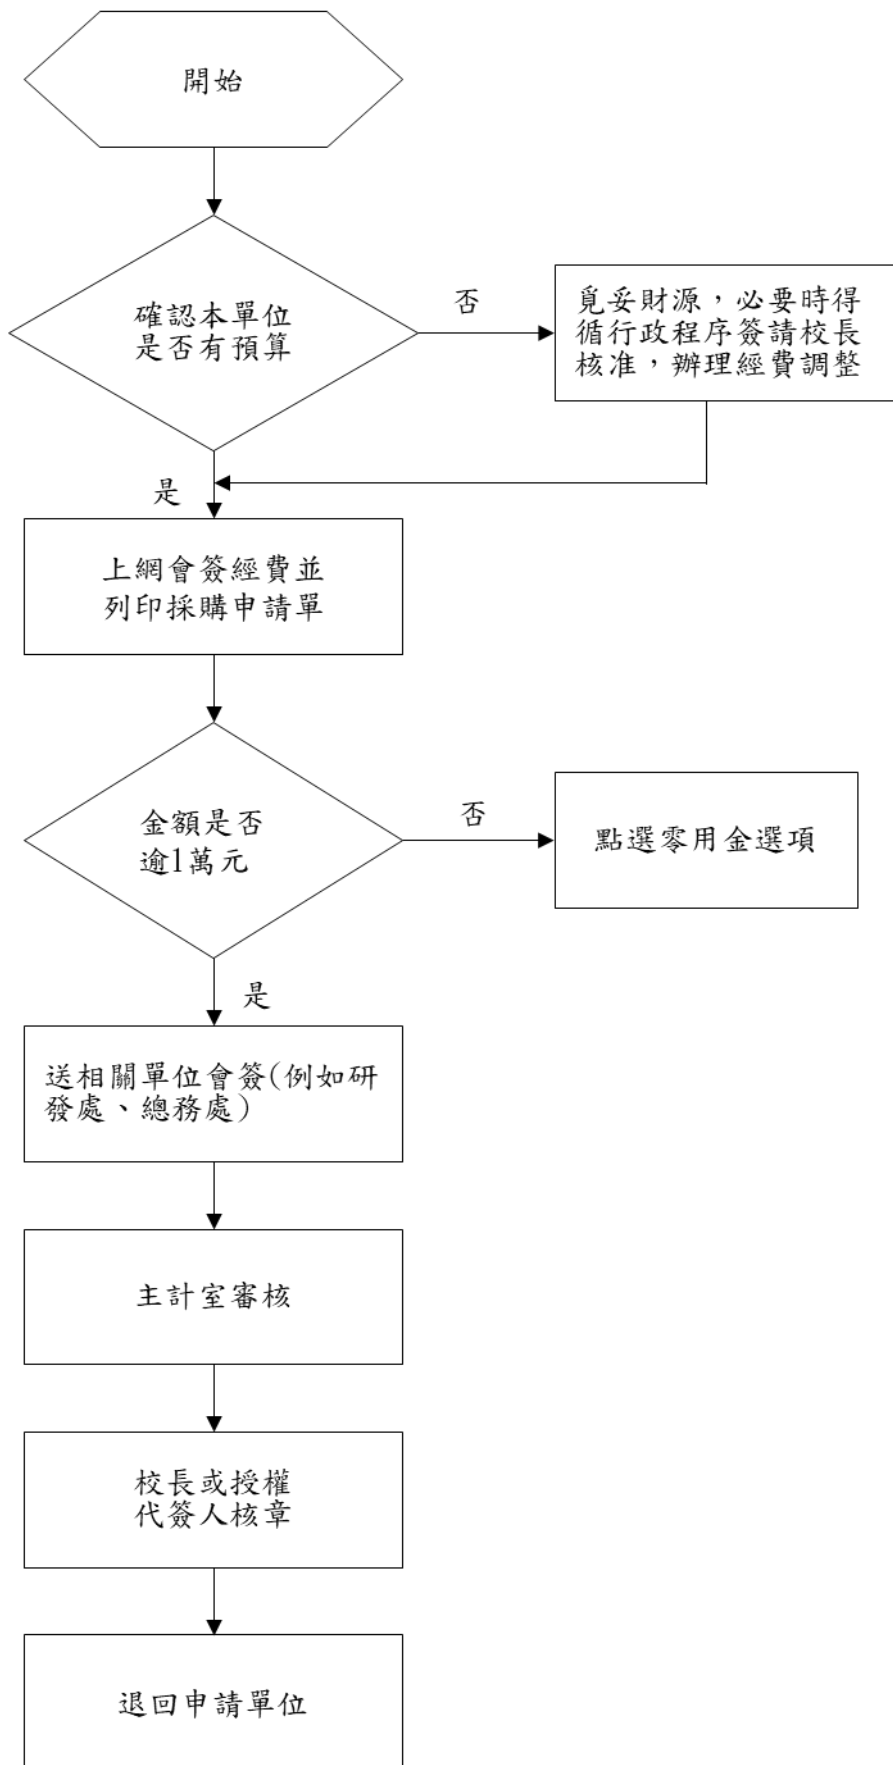 開始
確認本單位
是否有預算
否
覓妥財源，必要時得
循行政程序簽請校長
核准，辦理經費調整
是
上網會簽經費並
列印採購申請單
金額是否
逾1萬元
否
點選零用金選項
是
送相關單位會簽(例如研
發處、總務處)
主計室審核
校長或授權
代簽人核章
退回申請單位